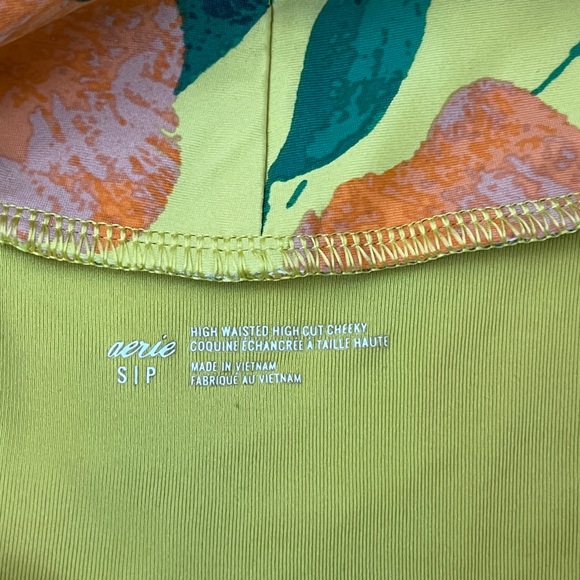 aerie
S|P
HIGH WAISTED HIGH CUT CHEEKY
COQUINE ÉCHANCRÉE À TAILLE HAUTE
MADE IN VIETNAM
FABRIQUÉ AU VIETNAM